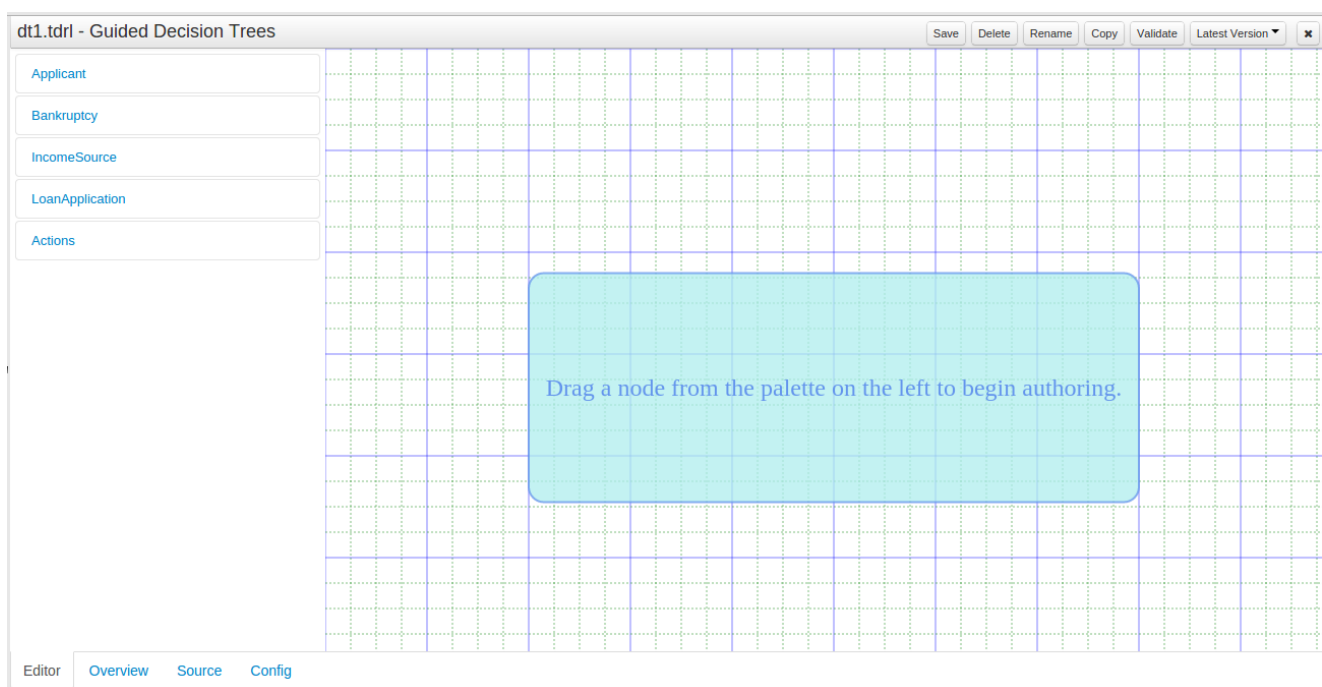 dt1.tdrl - Guided Decision Trees
Save Delete Rename Copy Validate Latest Version
Applicant
Bankruptcy
IncomeSource
LoanApplication
Actions
Drag a node from the palette on the left to begin authoring.
Editor Overview Source Config